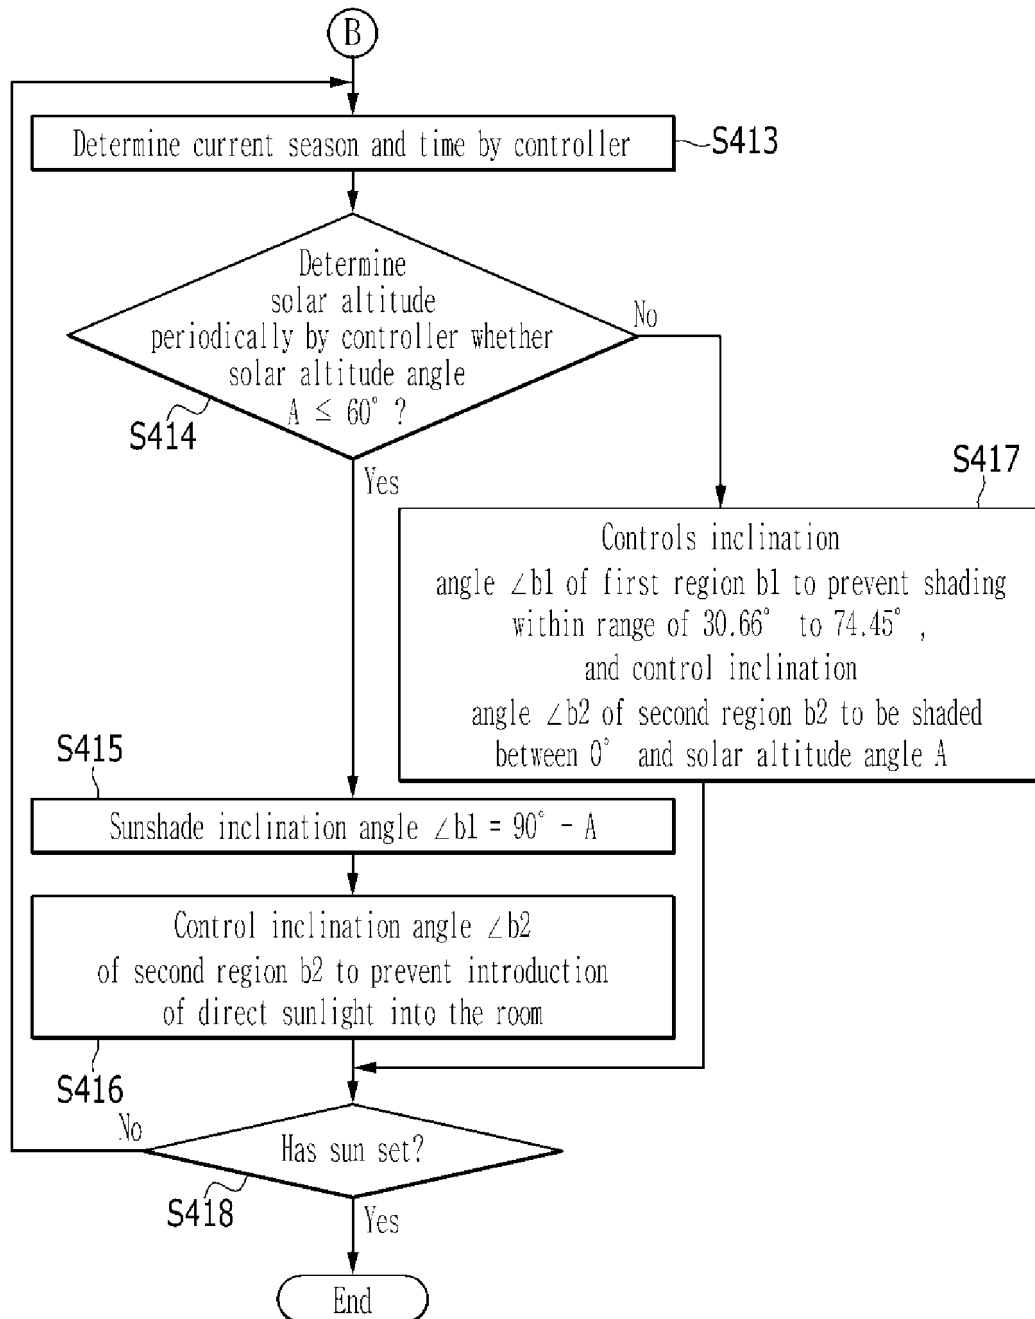 B
Determine current season and time by controller
S413
Determine
solar altitude
periodically by controller whether
solar altitude angle
A ≤ 60° ?
No
S414
Yes
S417
Controls inclination
angle ∠b1 of first region b1 to prevent shading
within range of 30.66° to 74.45° ,
and control inclination
angle ∠b2 of second region b2 to be shaded
between 0° and solar altitude angle A
S415
Sunshade inclination angle ∠b1 = 90° - A
Control inclination angle ∠b2
of second region b2 to prevent introduction
of direct sunlight into the room
S416
No
Has sun set?
S418
Yes
End